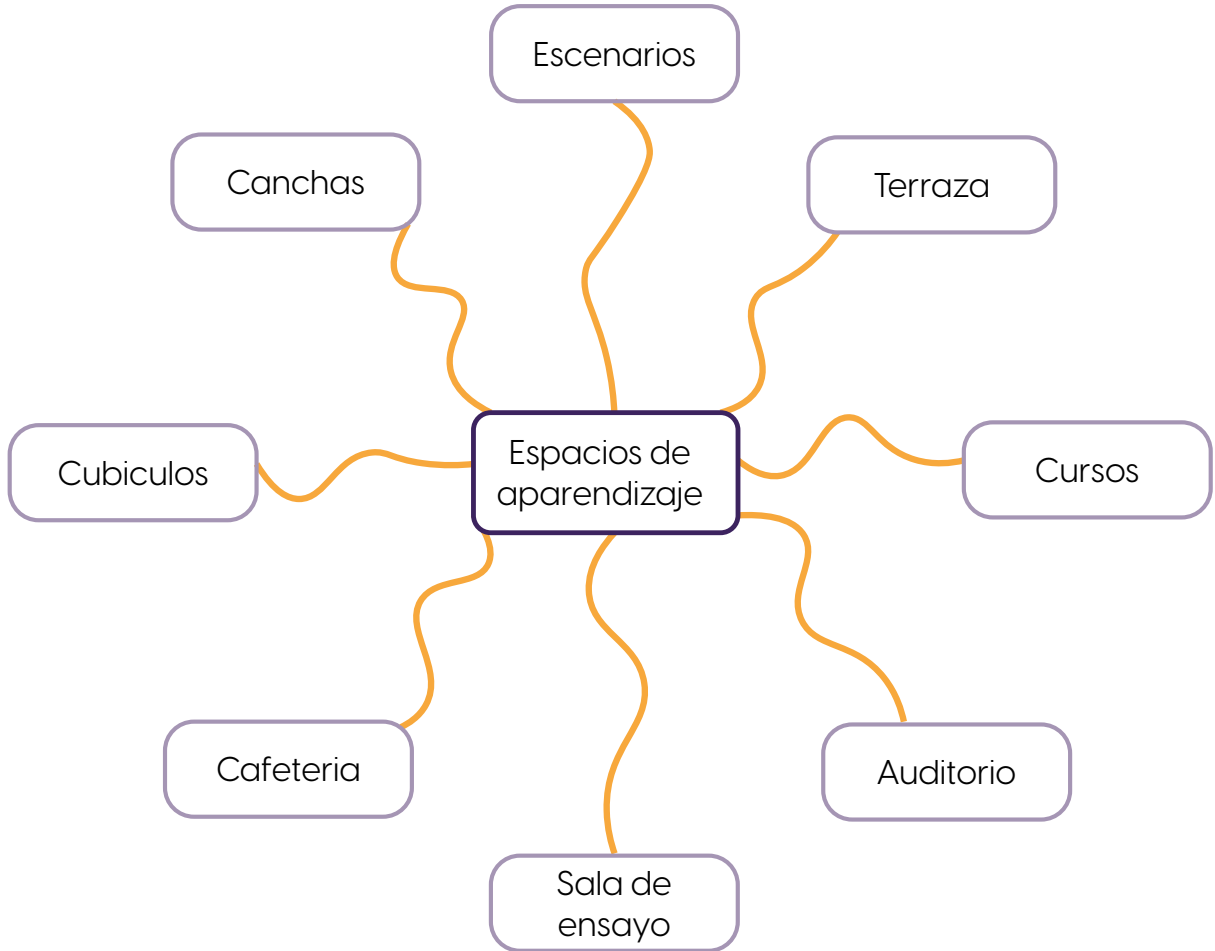 Escenarios
Canchas
Terraza
Cubiculos
Espacios de
aparendizaje
Cursos
Cafeteria
Auditorio
Sala de
ensayo